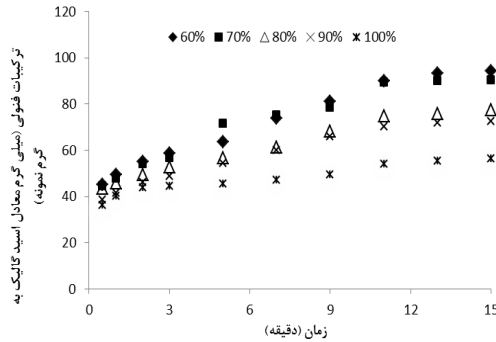 ترکیبات فنولی (میلی گرم معادل اسید گالیک به
گرم نمونه)
120
100
80
60
40
20
0
60% 70% 80% 90% 100%
0 3 6 9 12 15
زمان (دقیقه)